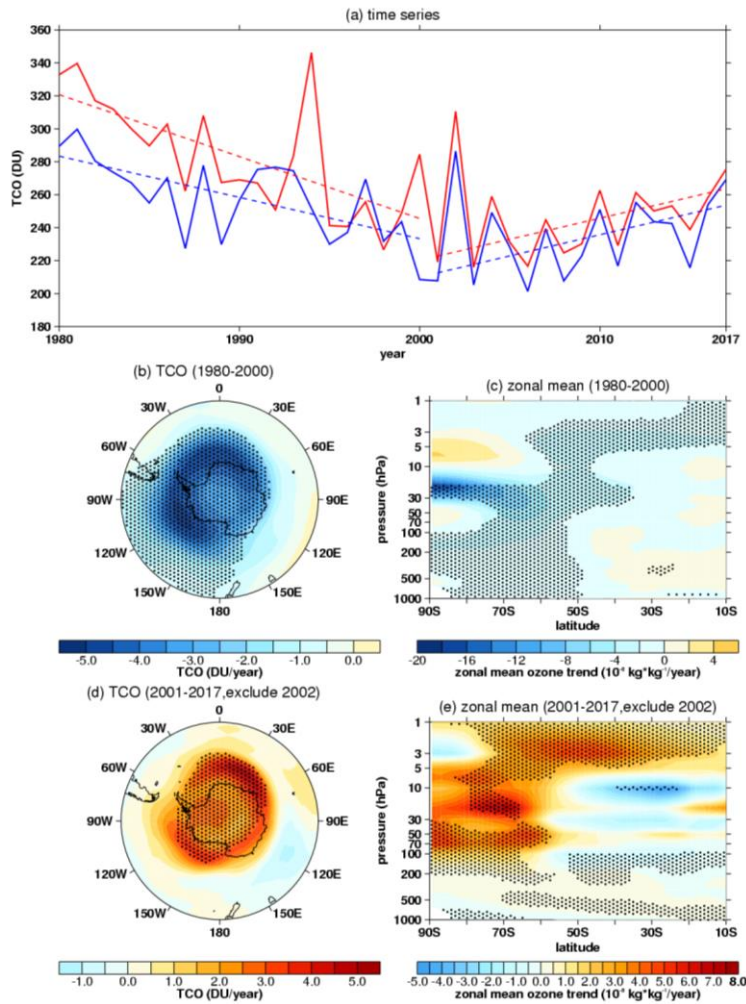 (a) time series
TCO (DU)
360
340
320
300
280
260
240
220
200
180
1980 1990 2000 2010 2017
year
(b) TCO (1980-2000)
0
30W 30E
60W 60E
90W 90E
120W 120E
150W 150E
180
-5.0 -4.0 -3.0 -2.0 -1.0 0.0
TCO (DU/year)
(c) zonal mean (1980-2000)
pressure (hPa)
1
3
5
10
30
50
70
100
200
500
1000
90S 70S 50S 30S 10S
latitude
-20 -16 -12 -8 -4 0 4
zonal mean ozone trend (10⁻⁸ kg*kg⁻¹/year)
(d) TCO (2001-2017,exclude 2002)
0
30W 30E
60W 60E
90W 90E
120W 120E
150W 150E
180
-1.0 0.0 1.0 2.0 3.0 4.0 5.0
TCO (DU/year)
(e) zonal mean (2001-2017,exclude 2002)
pressure (hPa)
1
3
5
10
30
50
70
100
200
500
1000
90S 70S 50S 30S 10S
latitude
-5.0 -4.0 -3.0 -2.0 -1.0 0.0 1.0 2.0 3.0 4.0 5.0 6.0 7.0 8.0
zonal mean ozone trend (10⁻⁸ kg*kg⁻¹/year)